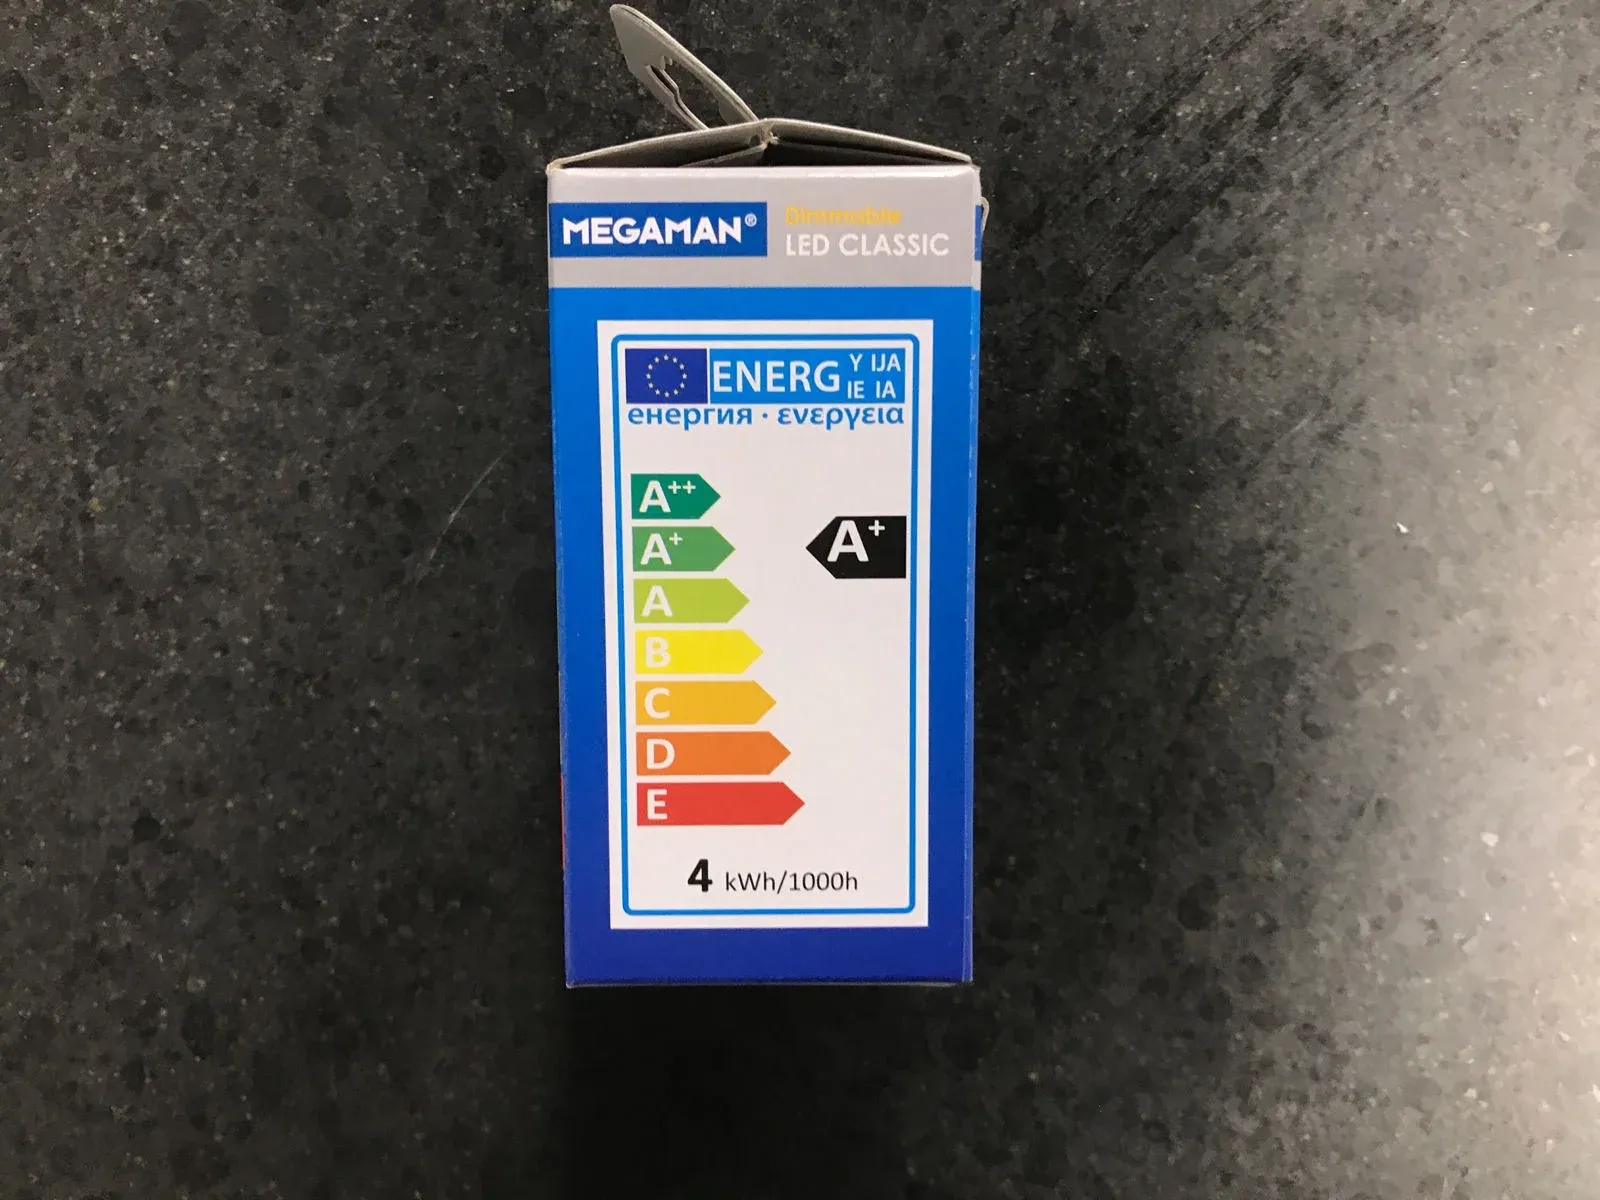 MEGAMAN®
Dimmable
LED CLASSIC
ENERG
Y IJA
IE IA
енергия · ενεργεια
A++
A+
A+
A
B
C
D
E
4 kWh/1000h